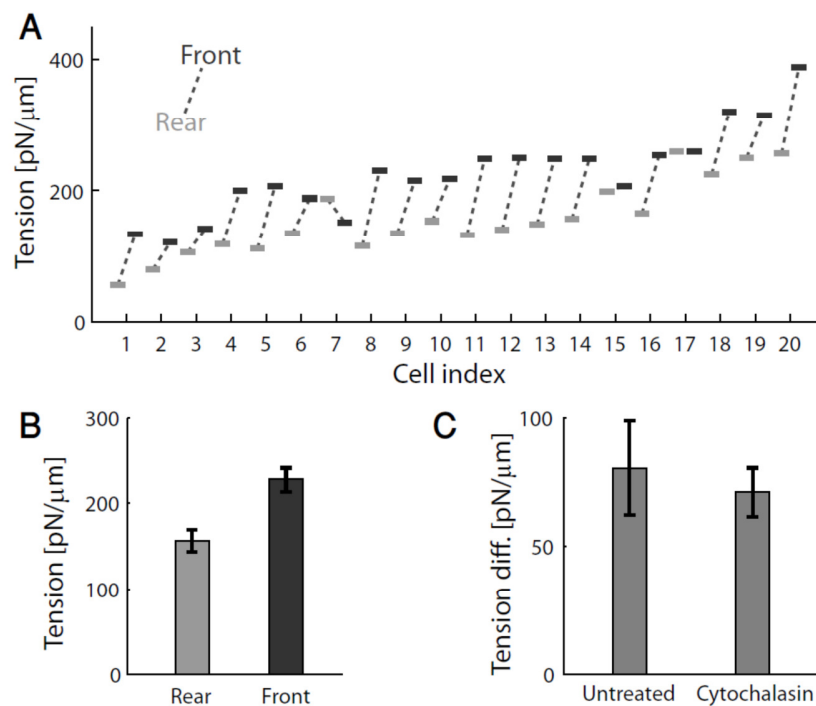 A
Tension [pN/μm]
400
200
0
Front
Rear
1 2 3 4 5 6 7 8 9 10 11 12 13 14 15 16 17 18 19 20
Cell index
B
Tension [pN/μm]
300
200
100
0
Rear Front
C
Tension diff. [pN/μm]
100
50
0
Untreated Cytochalasin